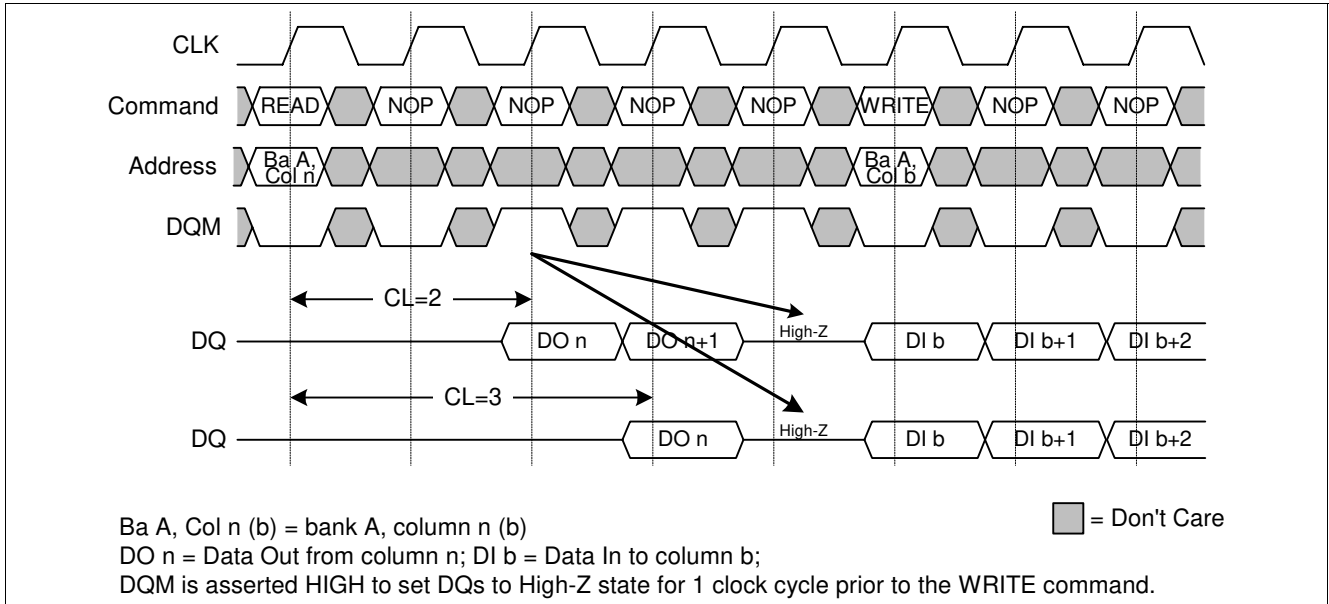 CLK
Command READ NOP NOP NOP NOP WRITE NOP NOP
Address Ba A, Col n Ba A, Col b
DQM
CL=2
DQ DO n DO n+1 High-Z DI b DI b+1 DI b+2
CL=3
DQ DO n High-Z DI b DI b+1 DI b+2
Ba A, Col n (b) = bank A, column n (b)
= Don't Care
DO n = Data Out from column n; DI b = Data In to column b;
DQM is asserted HIGH to set DQs to High-Z state for 1 clock cycle prior to the WRITE command.